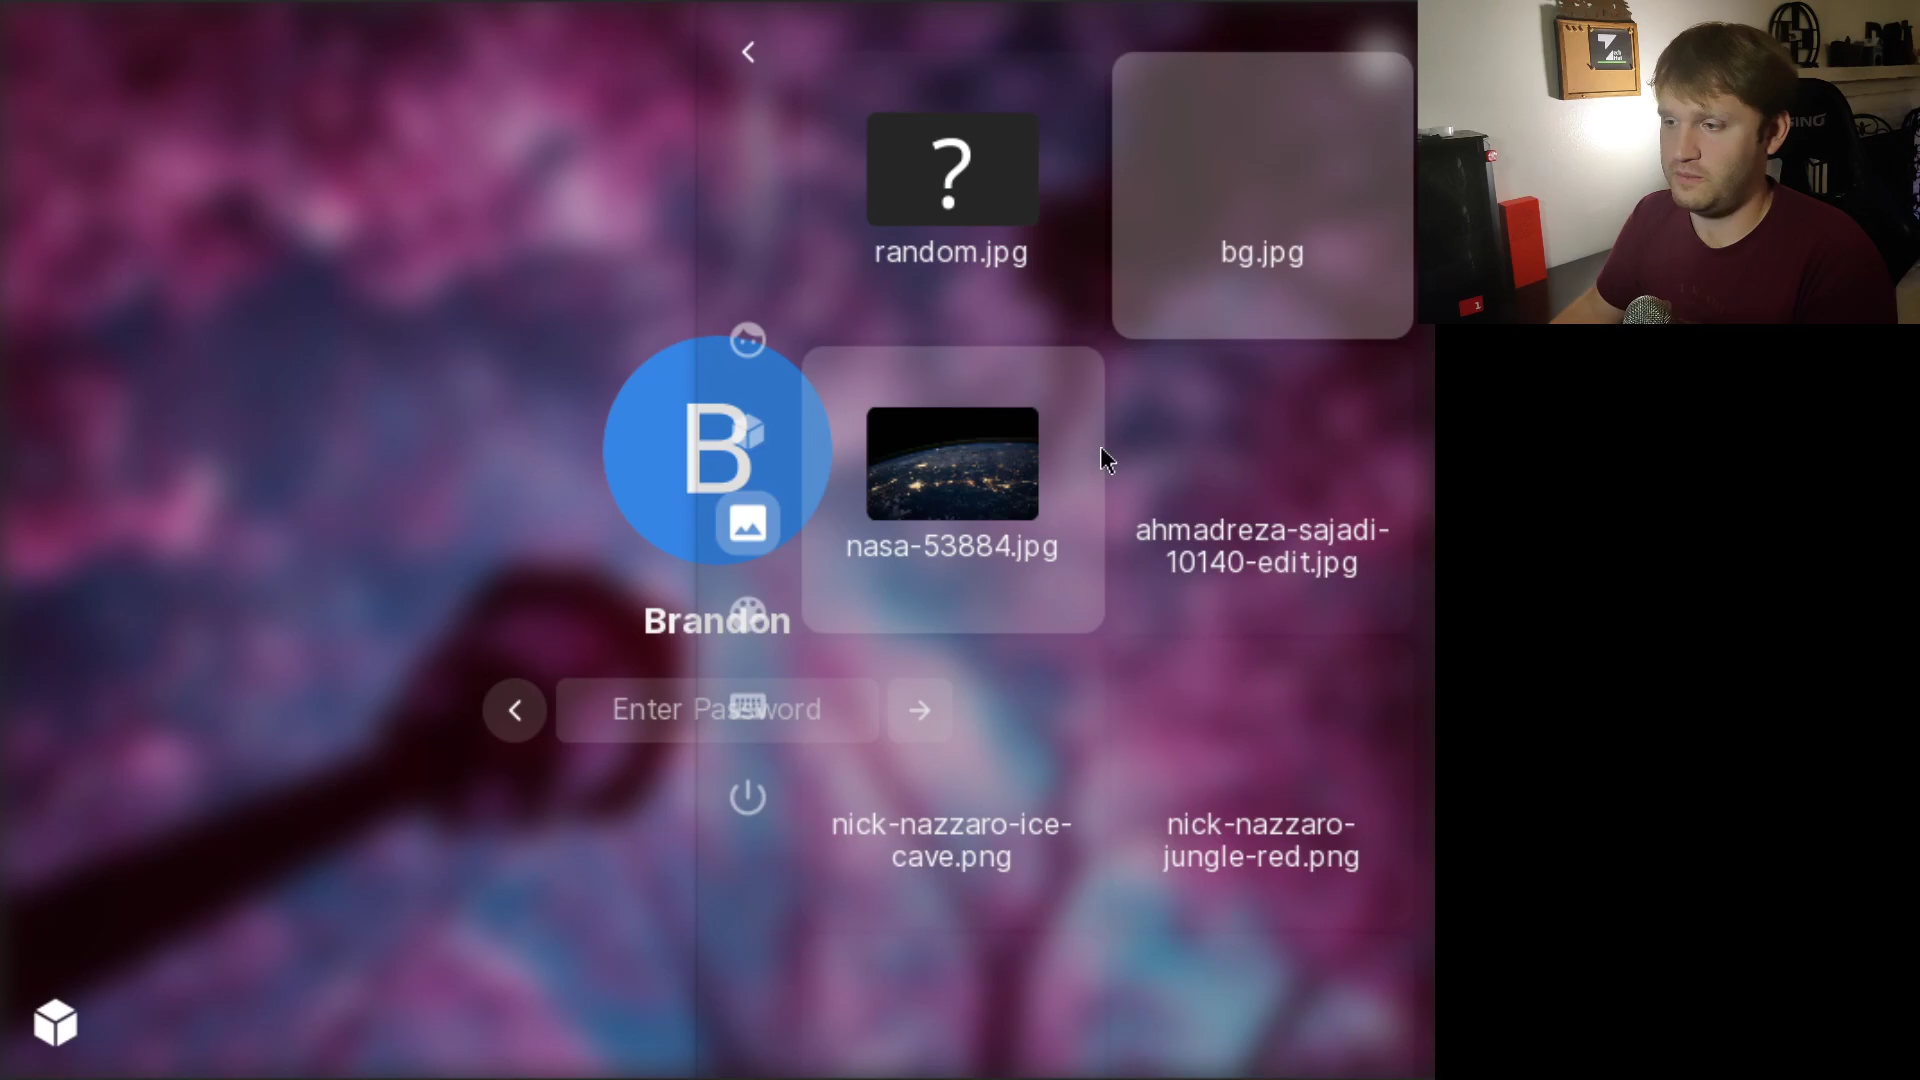 ?
random.jpg
bg.jpg
B
nasa-53884.jpg
ahmadreza-sajadi-
10140-edit.jpg
Brandon
Enter Password
nick-nazzaro-ice-
cave.png
nick-nazzaro-
jungle-red.png
1